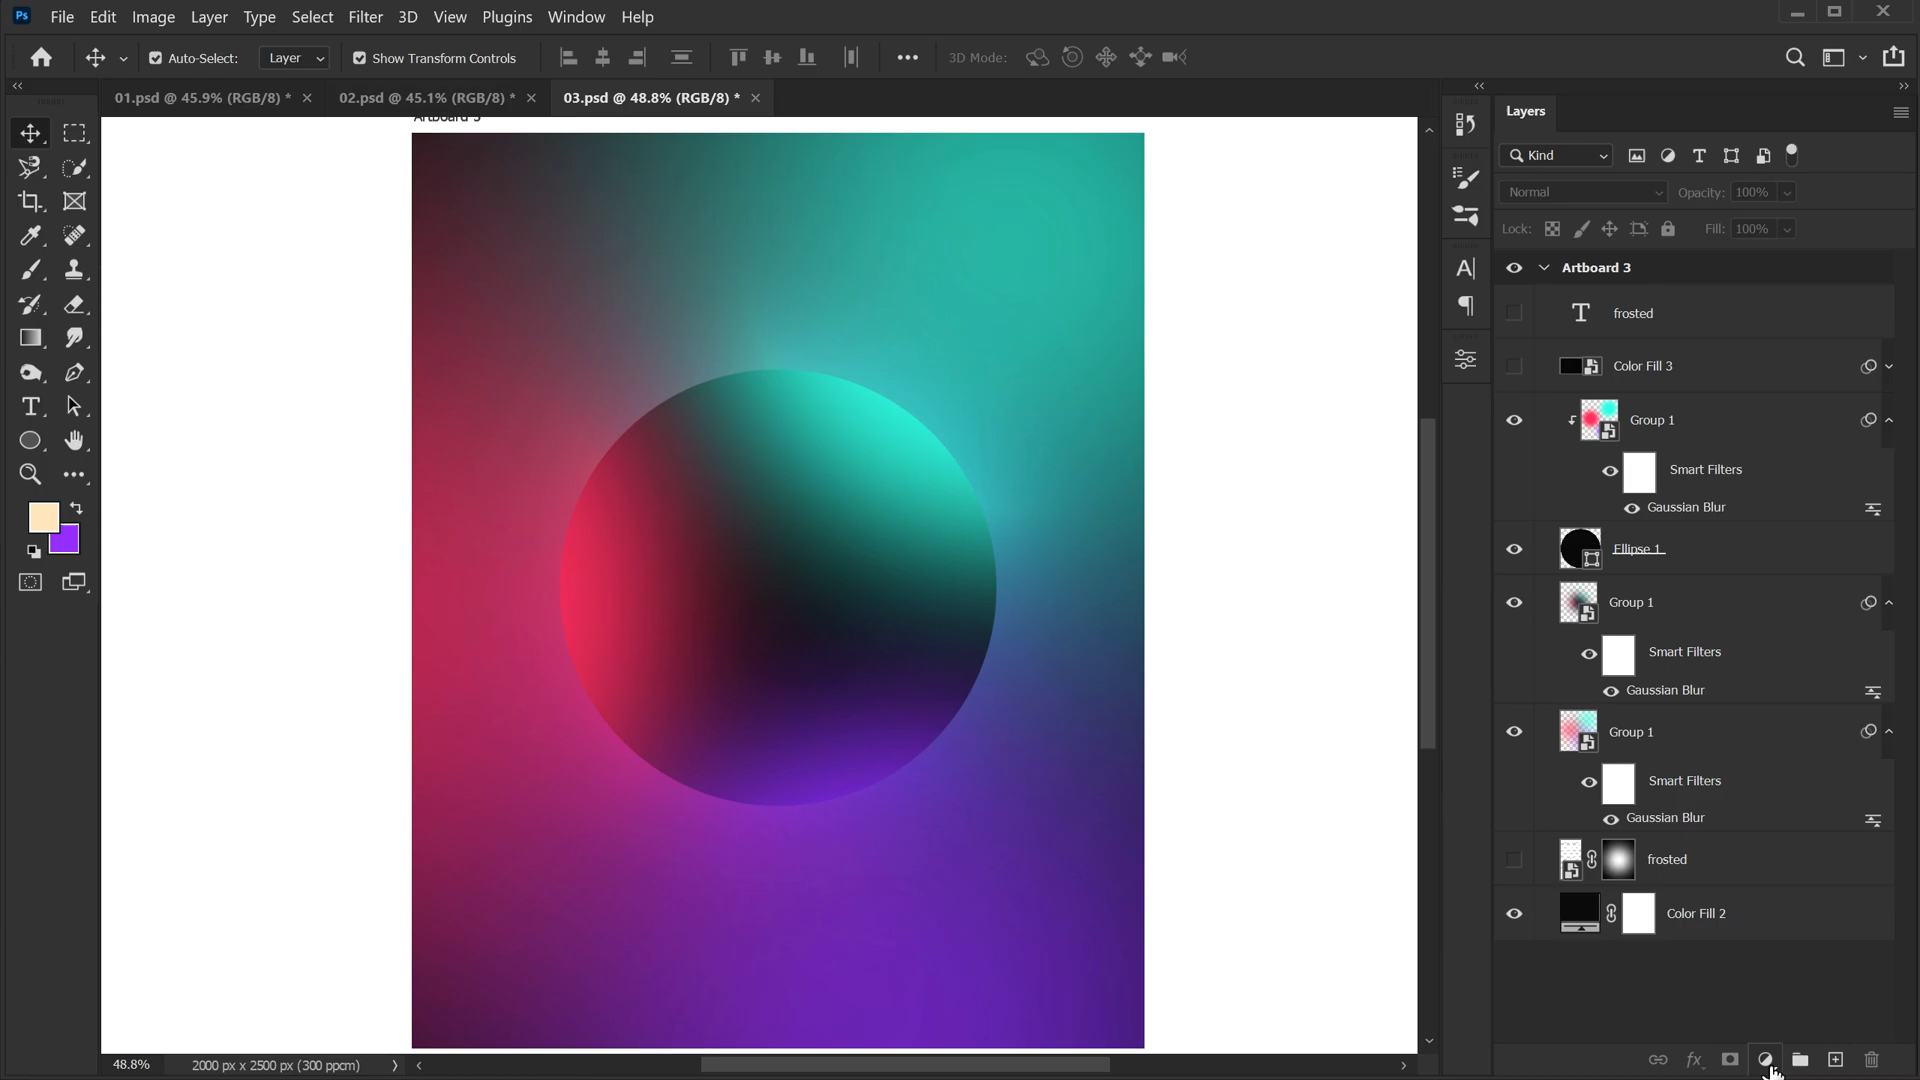 Ps File Edit Image Layer Type Select Filter 3D View Plugins Window Help
Auto-Select: Layer Show Transform Controls 3D Mode:
01.psd @ 45.9% (RGB/8) * 02.psd @ 45.1% (RGB/8) * 03.psd @ 48.8% (RGB/8) *
Artboard 3
Layers
Kind
Normal Opacity: 100%
Lock: Fill: 100%
Artboard 3
frosted
Color Fill 3
Group 1
Smart Filters
Gaussian Blur
Ellipse 1
Group 1
Smart Filters
Gaussian Blur
Group 1
Smart Filters
Gaussian Blur
frosted
Color Fill 2
48.8% 2000 px x 2500 px (300 ppcm)
fx